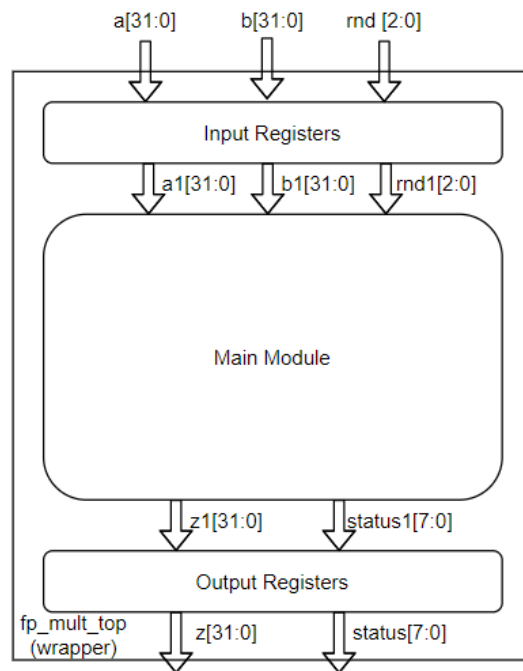 a[31:0] b[31:0] rnd [2:0]
Input Registers
a1[31:0] b1[31:0] rnd1[2:0]
Main Module
z1[31:0] status1[7:0]
Output Registers
fp_mult_top
(wrapper)
z[31:0] status[7:0]